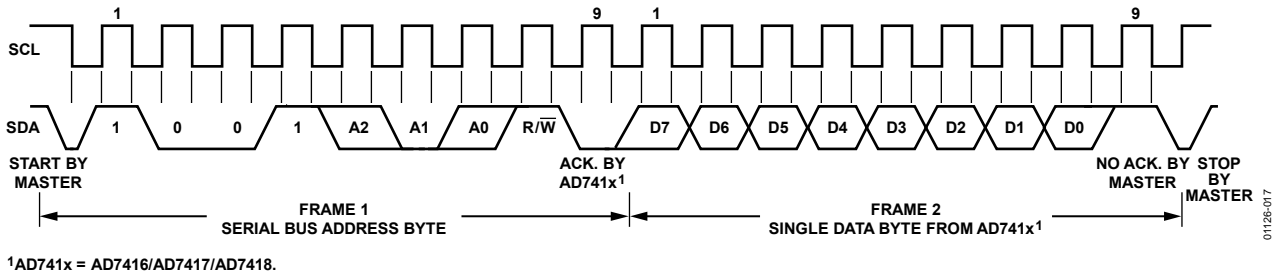 1 9 1 9
SCL
SDA 1 0 0 1 A2 A1 A0 R/W̅ D7 D6 D5 D4 D3 D2 D1 D0
START BY
MASTER
ACK. BY
AD741x¹
NO ACK. BY
MASTER
STOP
BY
MASTER
FRAME 1
SERIAL BUS ADDRESS BYTE
FRAME 2
SINGLE DATA BYTE FROM AD741x¹
01126-017
¹AD741x = AD7416/AD7417/AD7418.